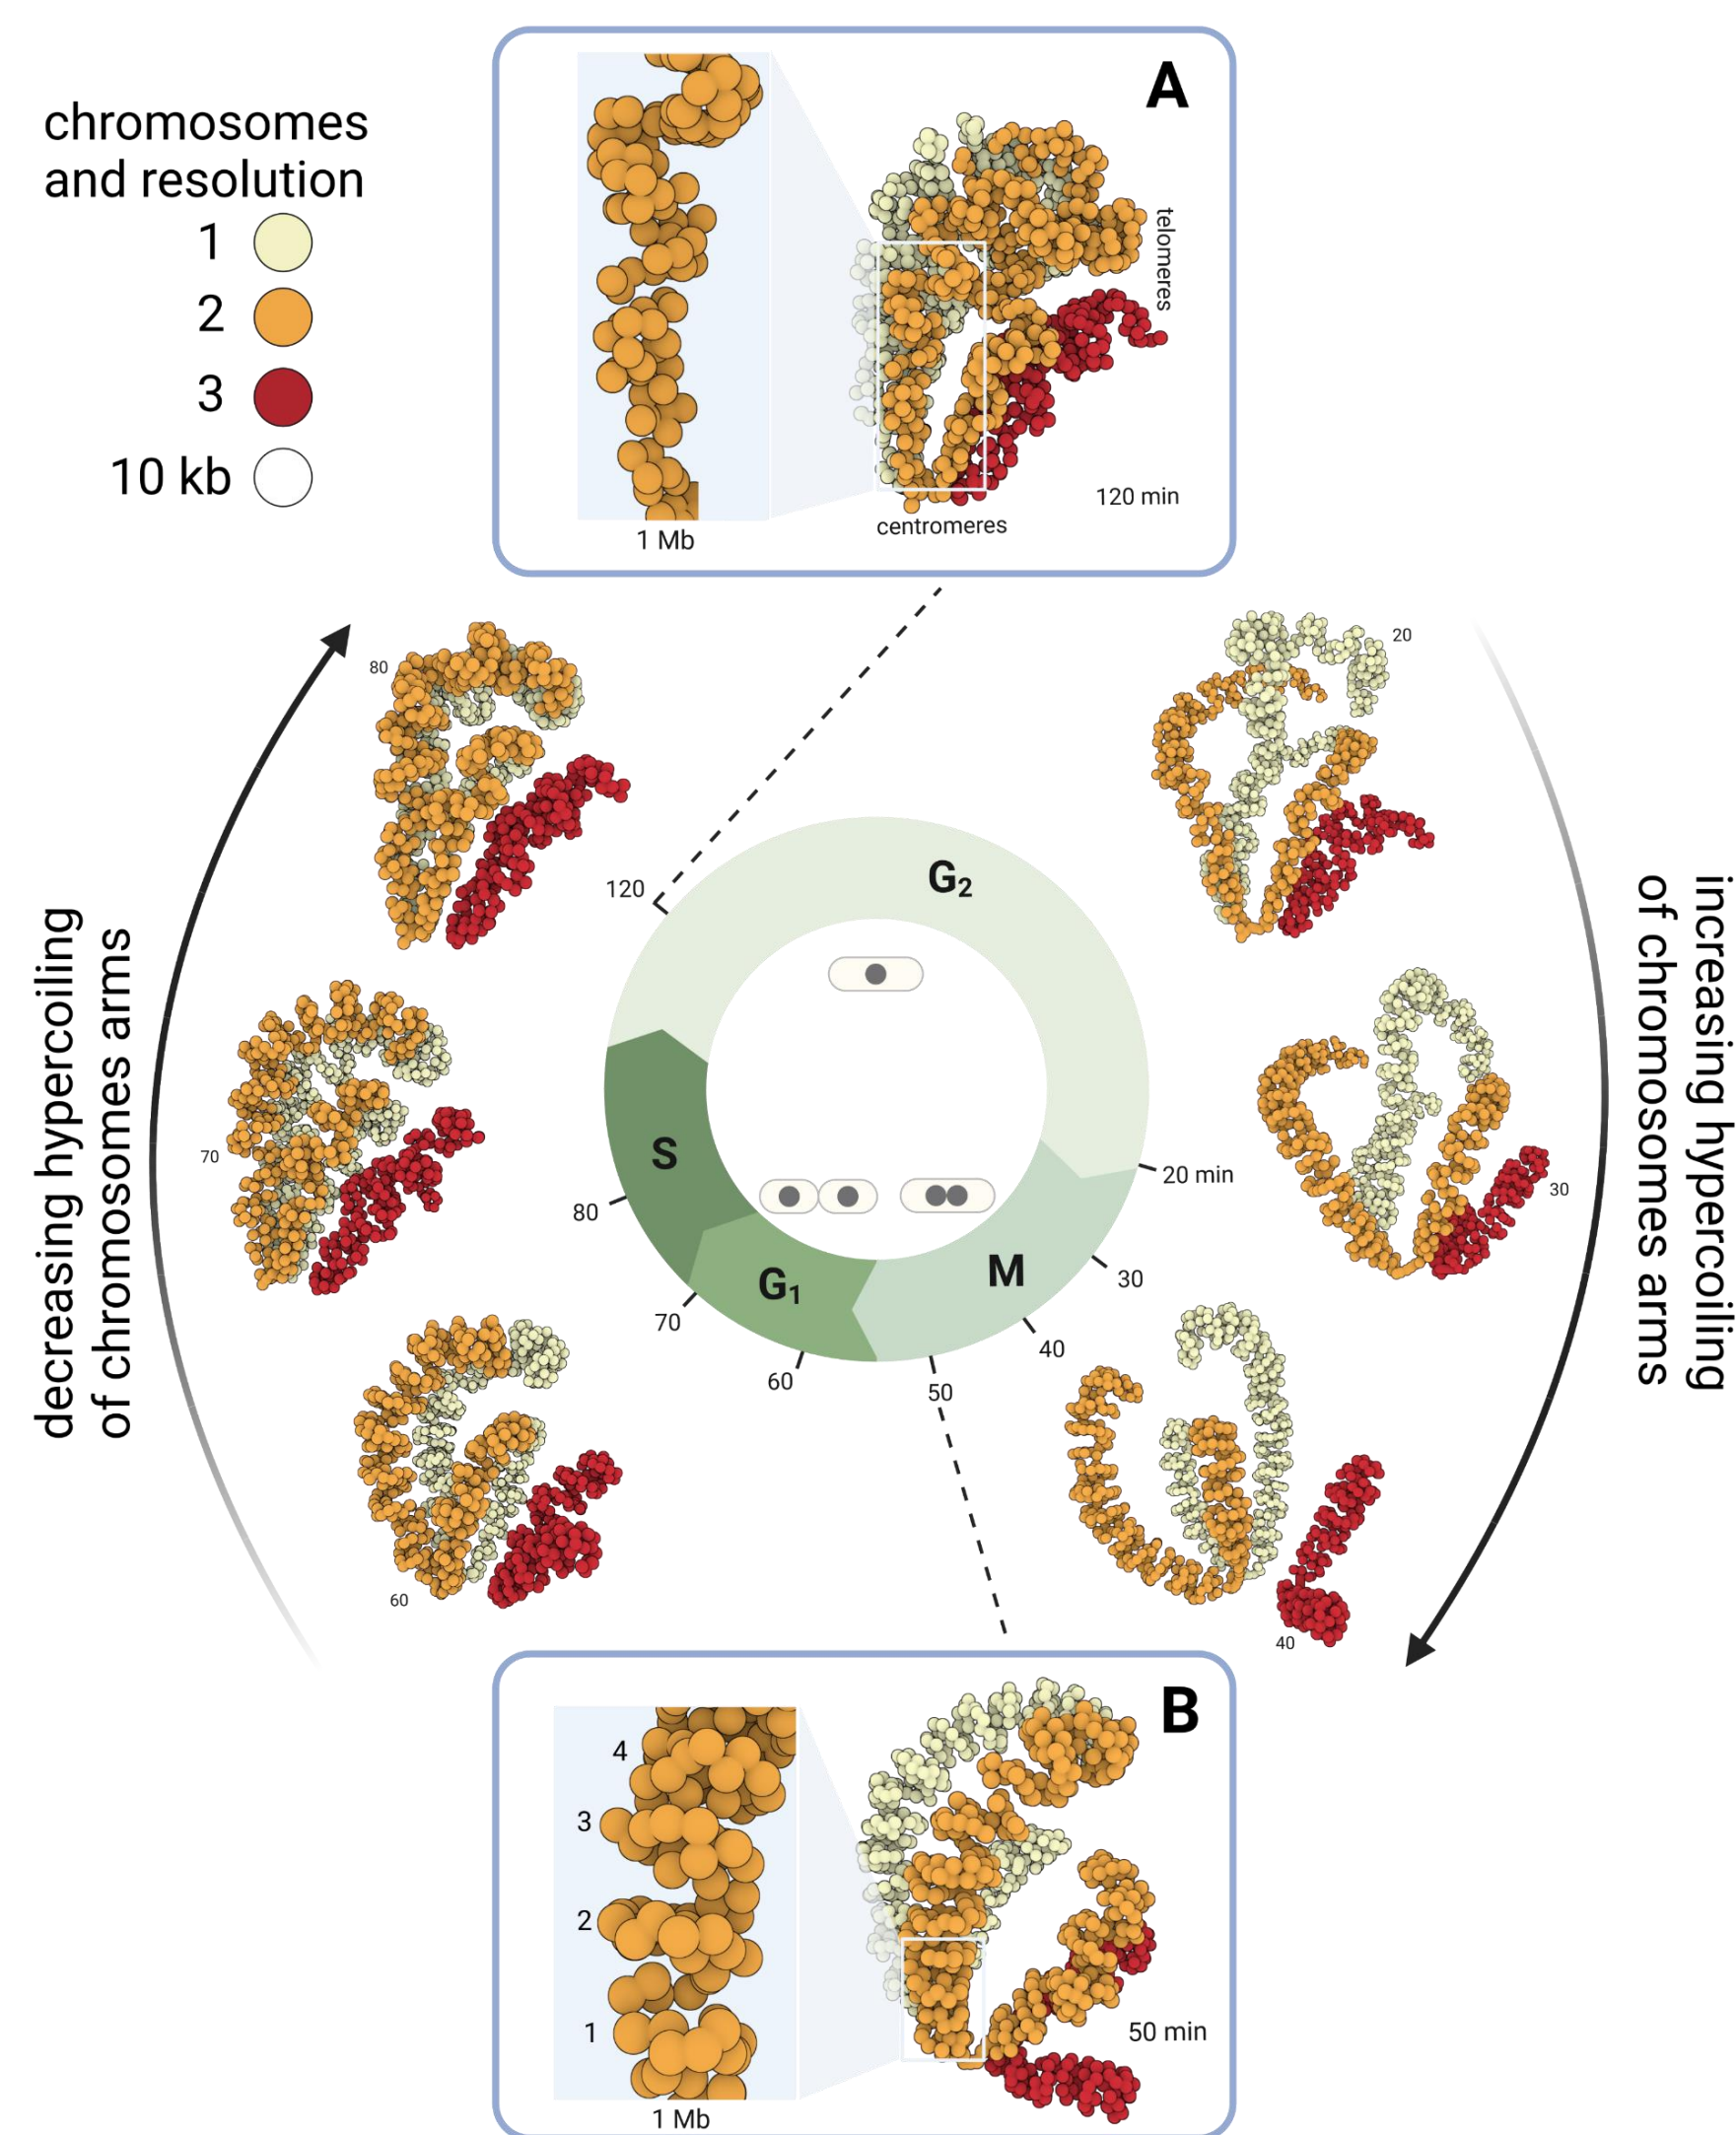 chromosomes
and resolution
1
2
3
10 kb
A
telomeres
120 min
centromeres
1 Mb
80
70
60
decreasing hypercoiling
of chromosomes arms
20
30
40
increasing hypercoiling
of chromosomes arms
120
G₂
S
G₁
M
20 min
30
40
50
60
70
80
B
4
3
2
1
50 min
1 Mb